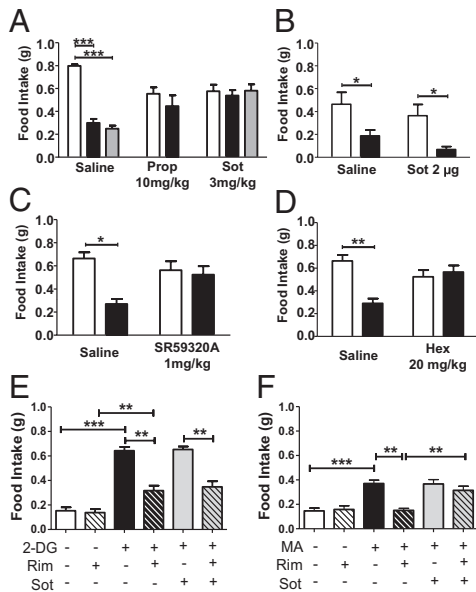 A
Food Intake (g)
1.0
0.8
0.6
0.4
0.2
0.0
***
***
Saline
Prop
10mg/kg
Sot
3mg/kg
B
Food Intake (g)
1.0
0.8
0.6
0.4
0.2
0.0
*
*
Saline
Sot 2 µg
C
Food Intake (g)
1.0
0.8
0.6
0.4
0.2
0.0
*
Saline
SR59320A
1mg/kg
D
Food Intake (g)
1.0
0.8
0.6
0.4
0.2
0.0
**
Saline
Hex
20 mg/kg
E
Food Intake (g)
1.0
0.8
0.6
0.4
0.2
0.0
**
***
**
**
2-DG - - + + + +
Rim - + - + - +
Sot - - - - + +
F
Food Intake (g)
1.0
0.8
0.6
0.4
0.2
0.0
***
**
**
MA - - + + + +
Rim - + - + - +
Sot - - - - + +